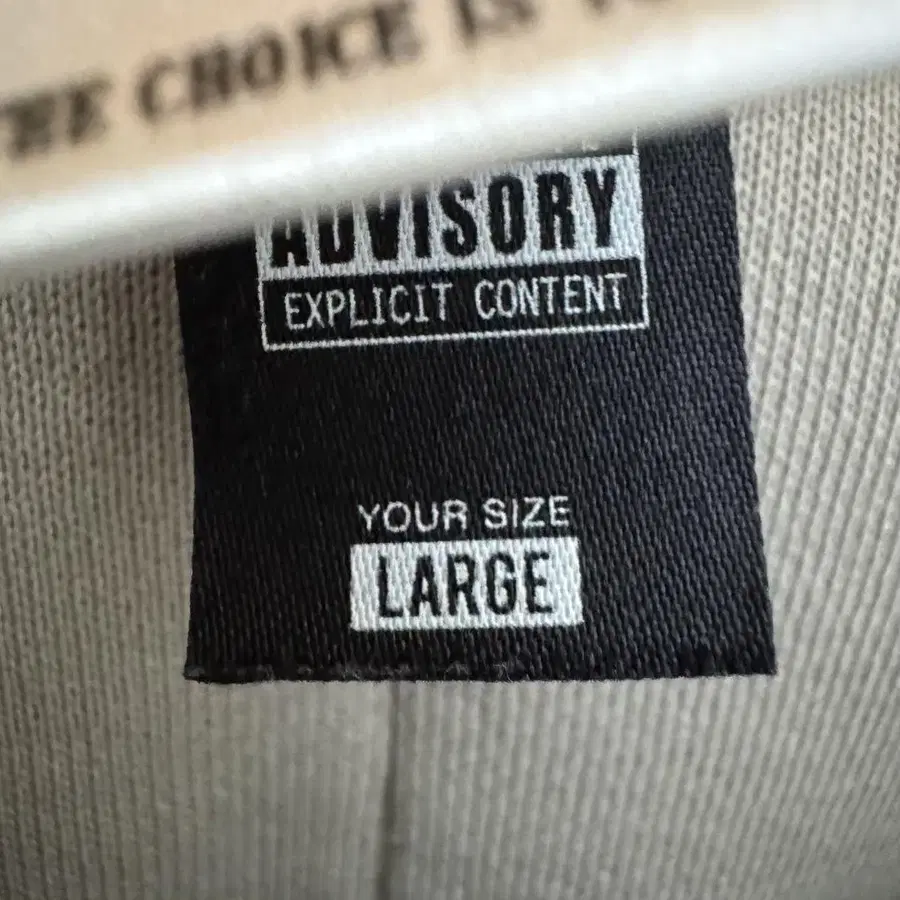 THE CHOICE IS
ADVISORY
EXPLICIT CONTENT
YOUR SIZE
LARGE